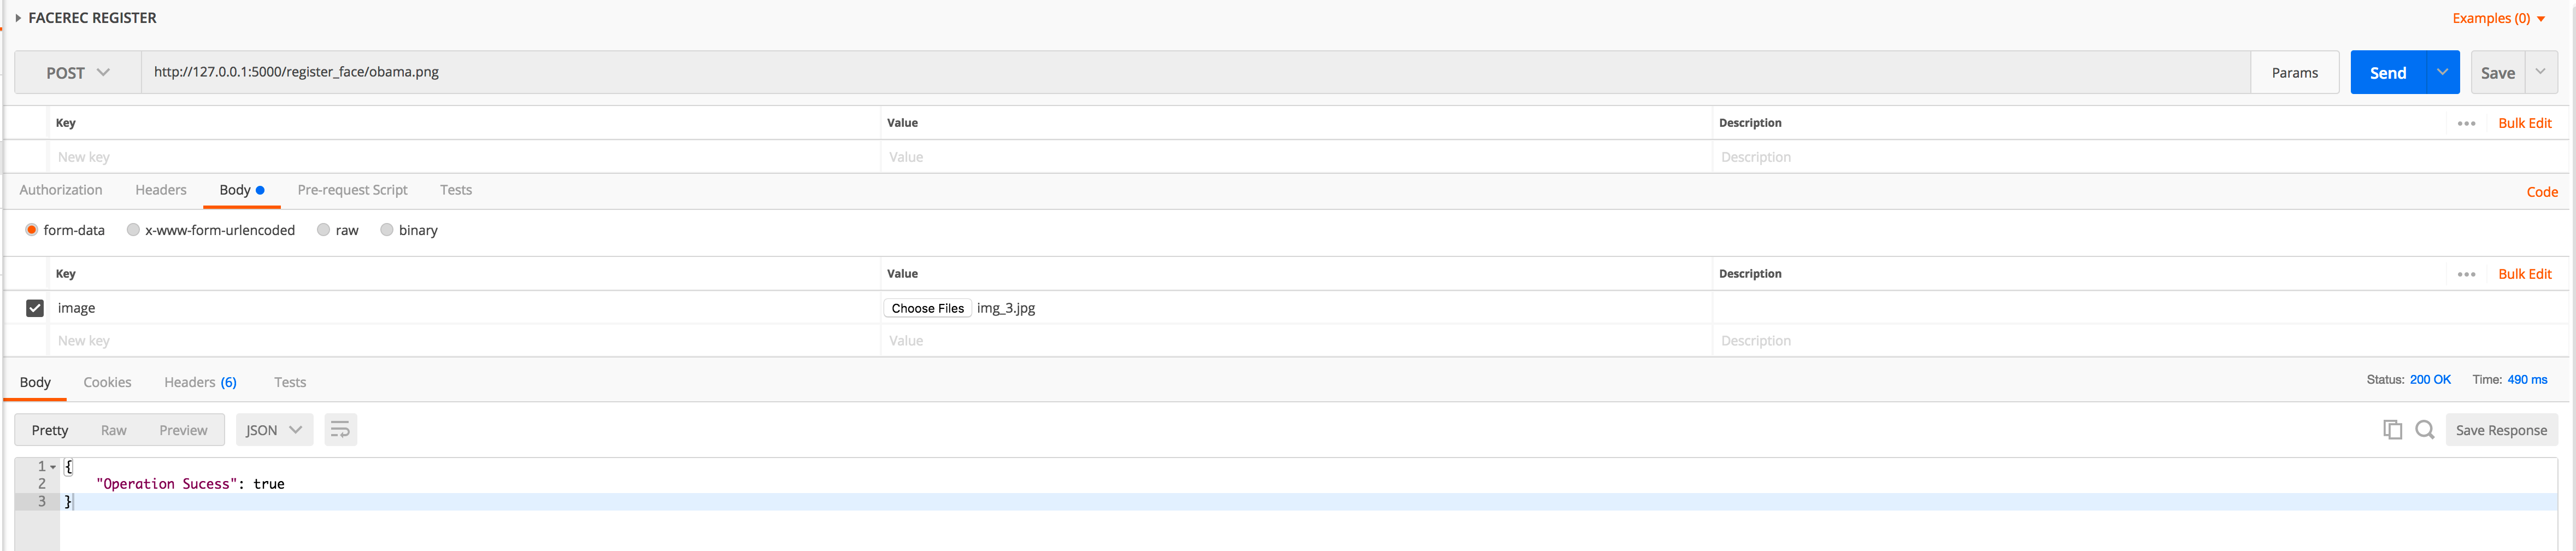 FACEREC REGISTER Examples (0)
POST http://127.0.0.1:5000/register_face/obama.png Params Send Save
Key Value Description Bulk Edit
New key Value Description
Authorization Headers Body Pre-request Script Tests Code
form-data x-www-form-urlencoded raw binary
Key Value Description Bulk Edit
image Choose Files img_3.jpg
New key Value Description
Body Cookies Headers (6) Tests Status: 200 OK Time: 490 ms
Pretty Raw Preview JSON Save Response
1 {
2 "Operation Sucess": true
3 }